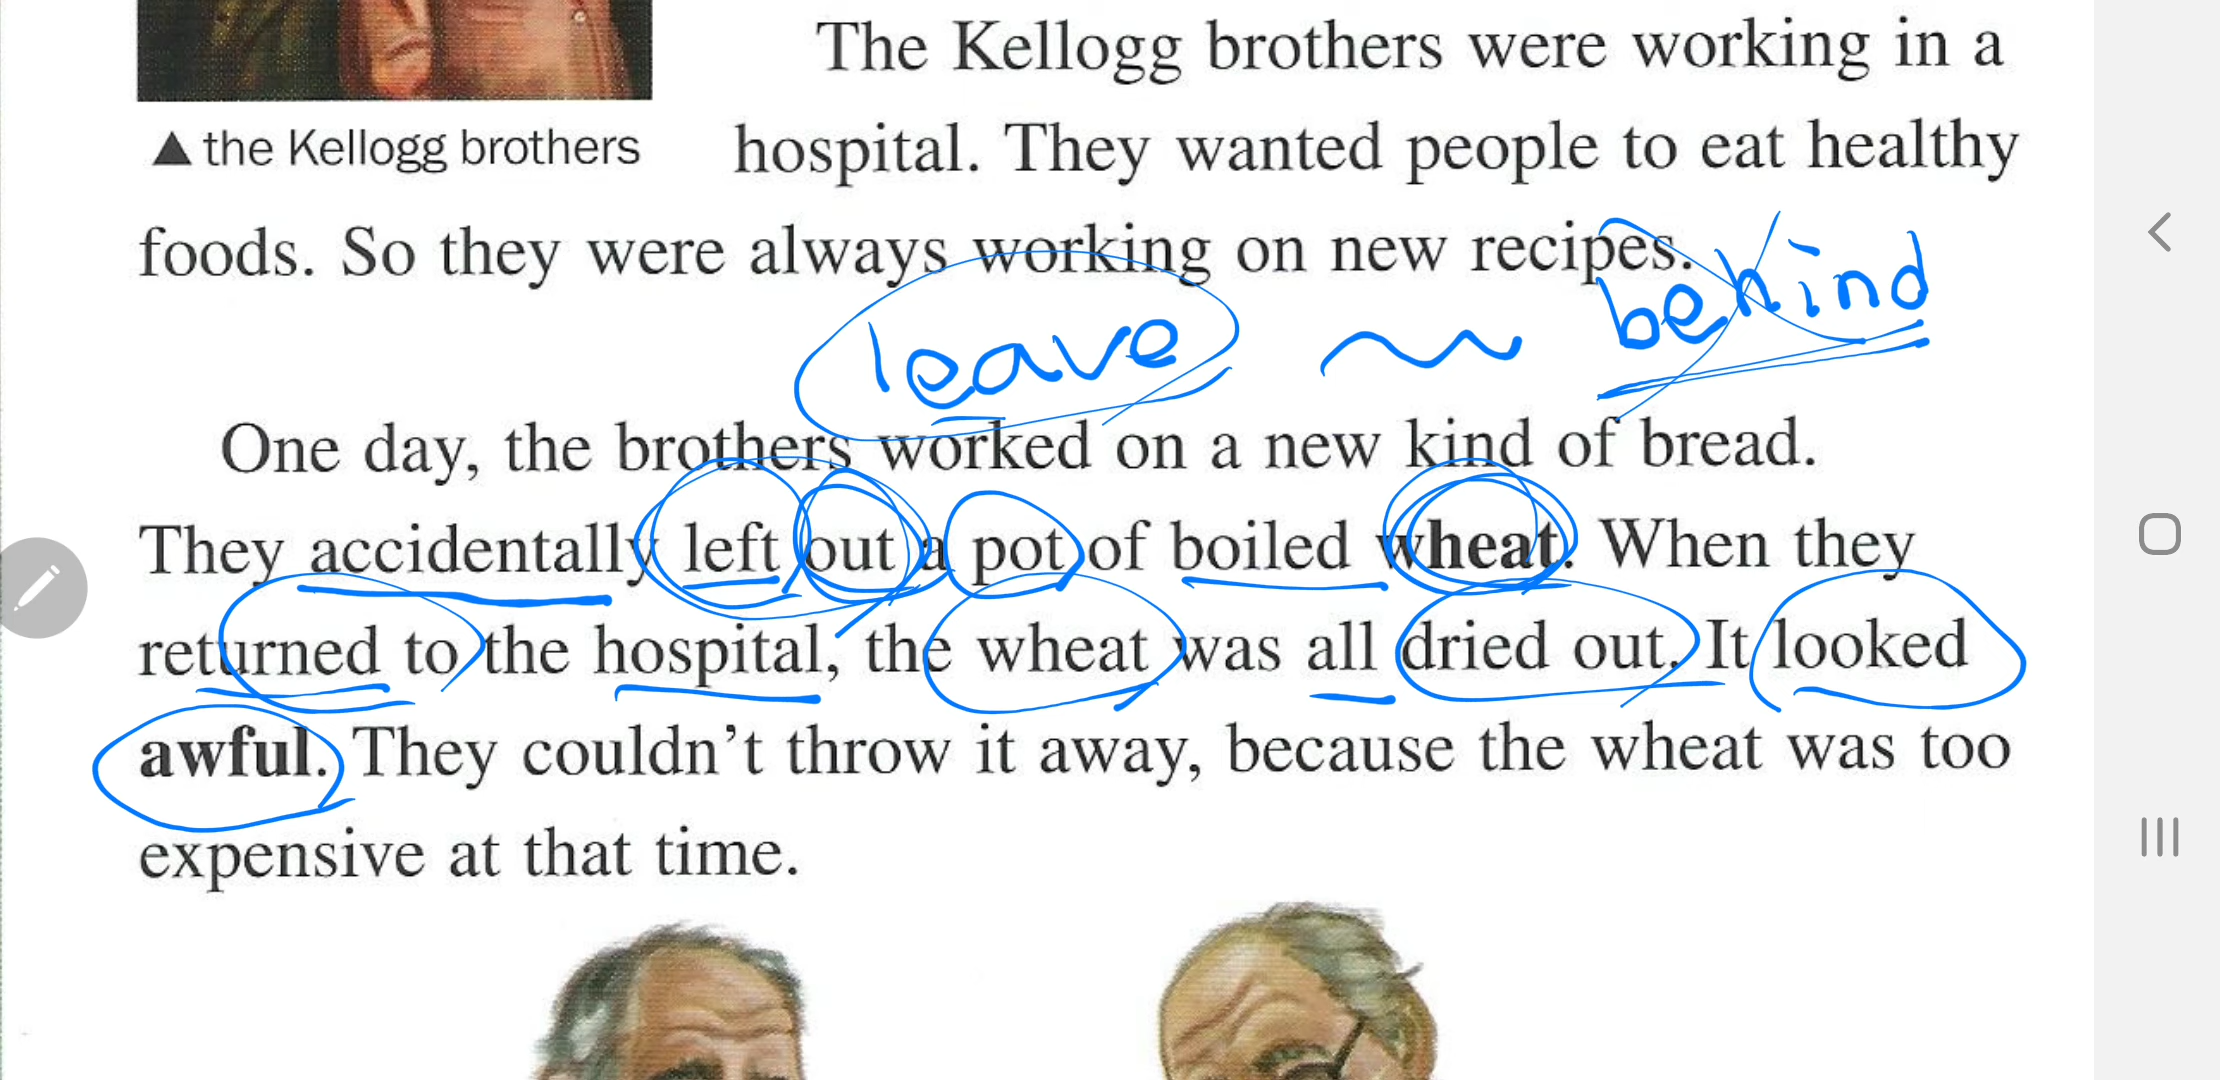 The Kellogg brothers were working in a
▲ the Kellogg brothers
hospital. They wanted people to eat healthy
foods. So they were always working on new recipes.
leave ~ behind
One day, the brothers worked on a new kind of bread.
They accidentally left out a pot of boiled wheat. When they
returned to the hospital, the wheat was all dried out. It looked
awful. They couldn't throw it away, because the wheat was too
expensive at that time.